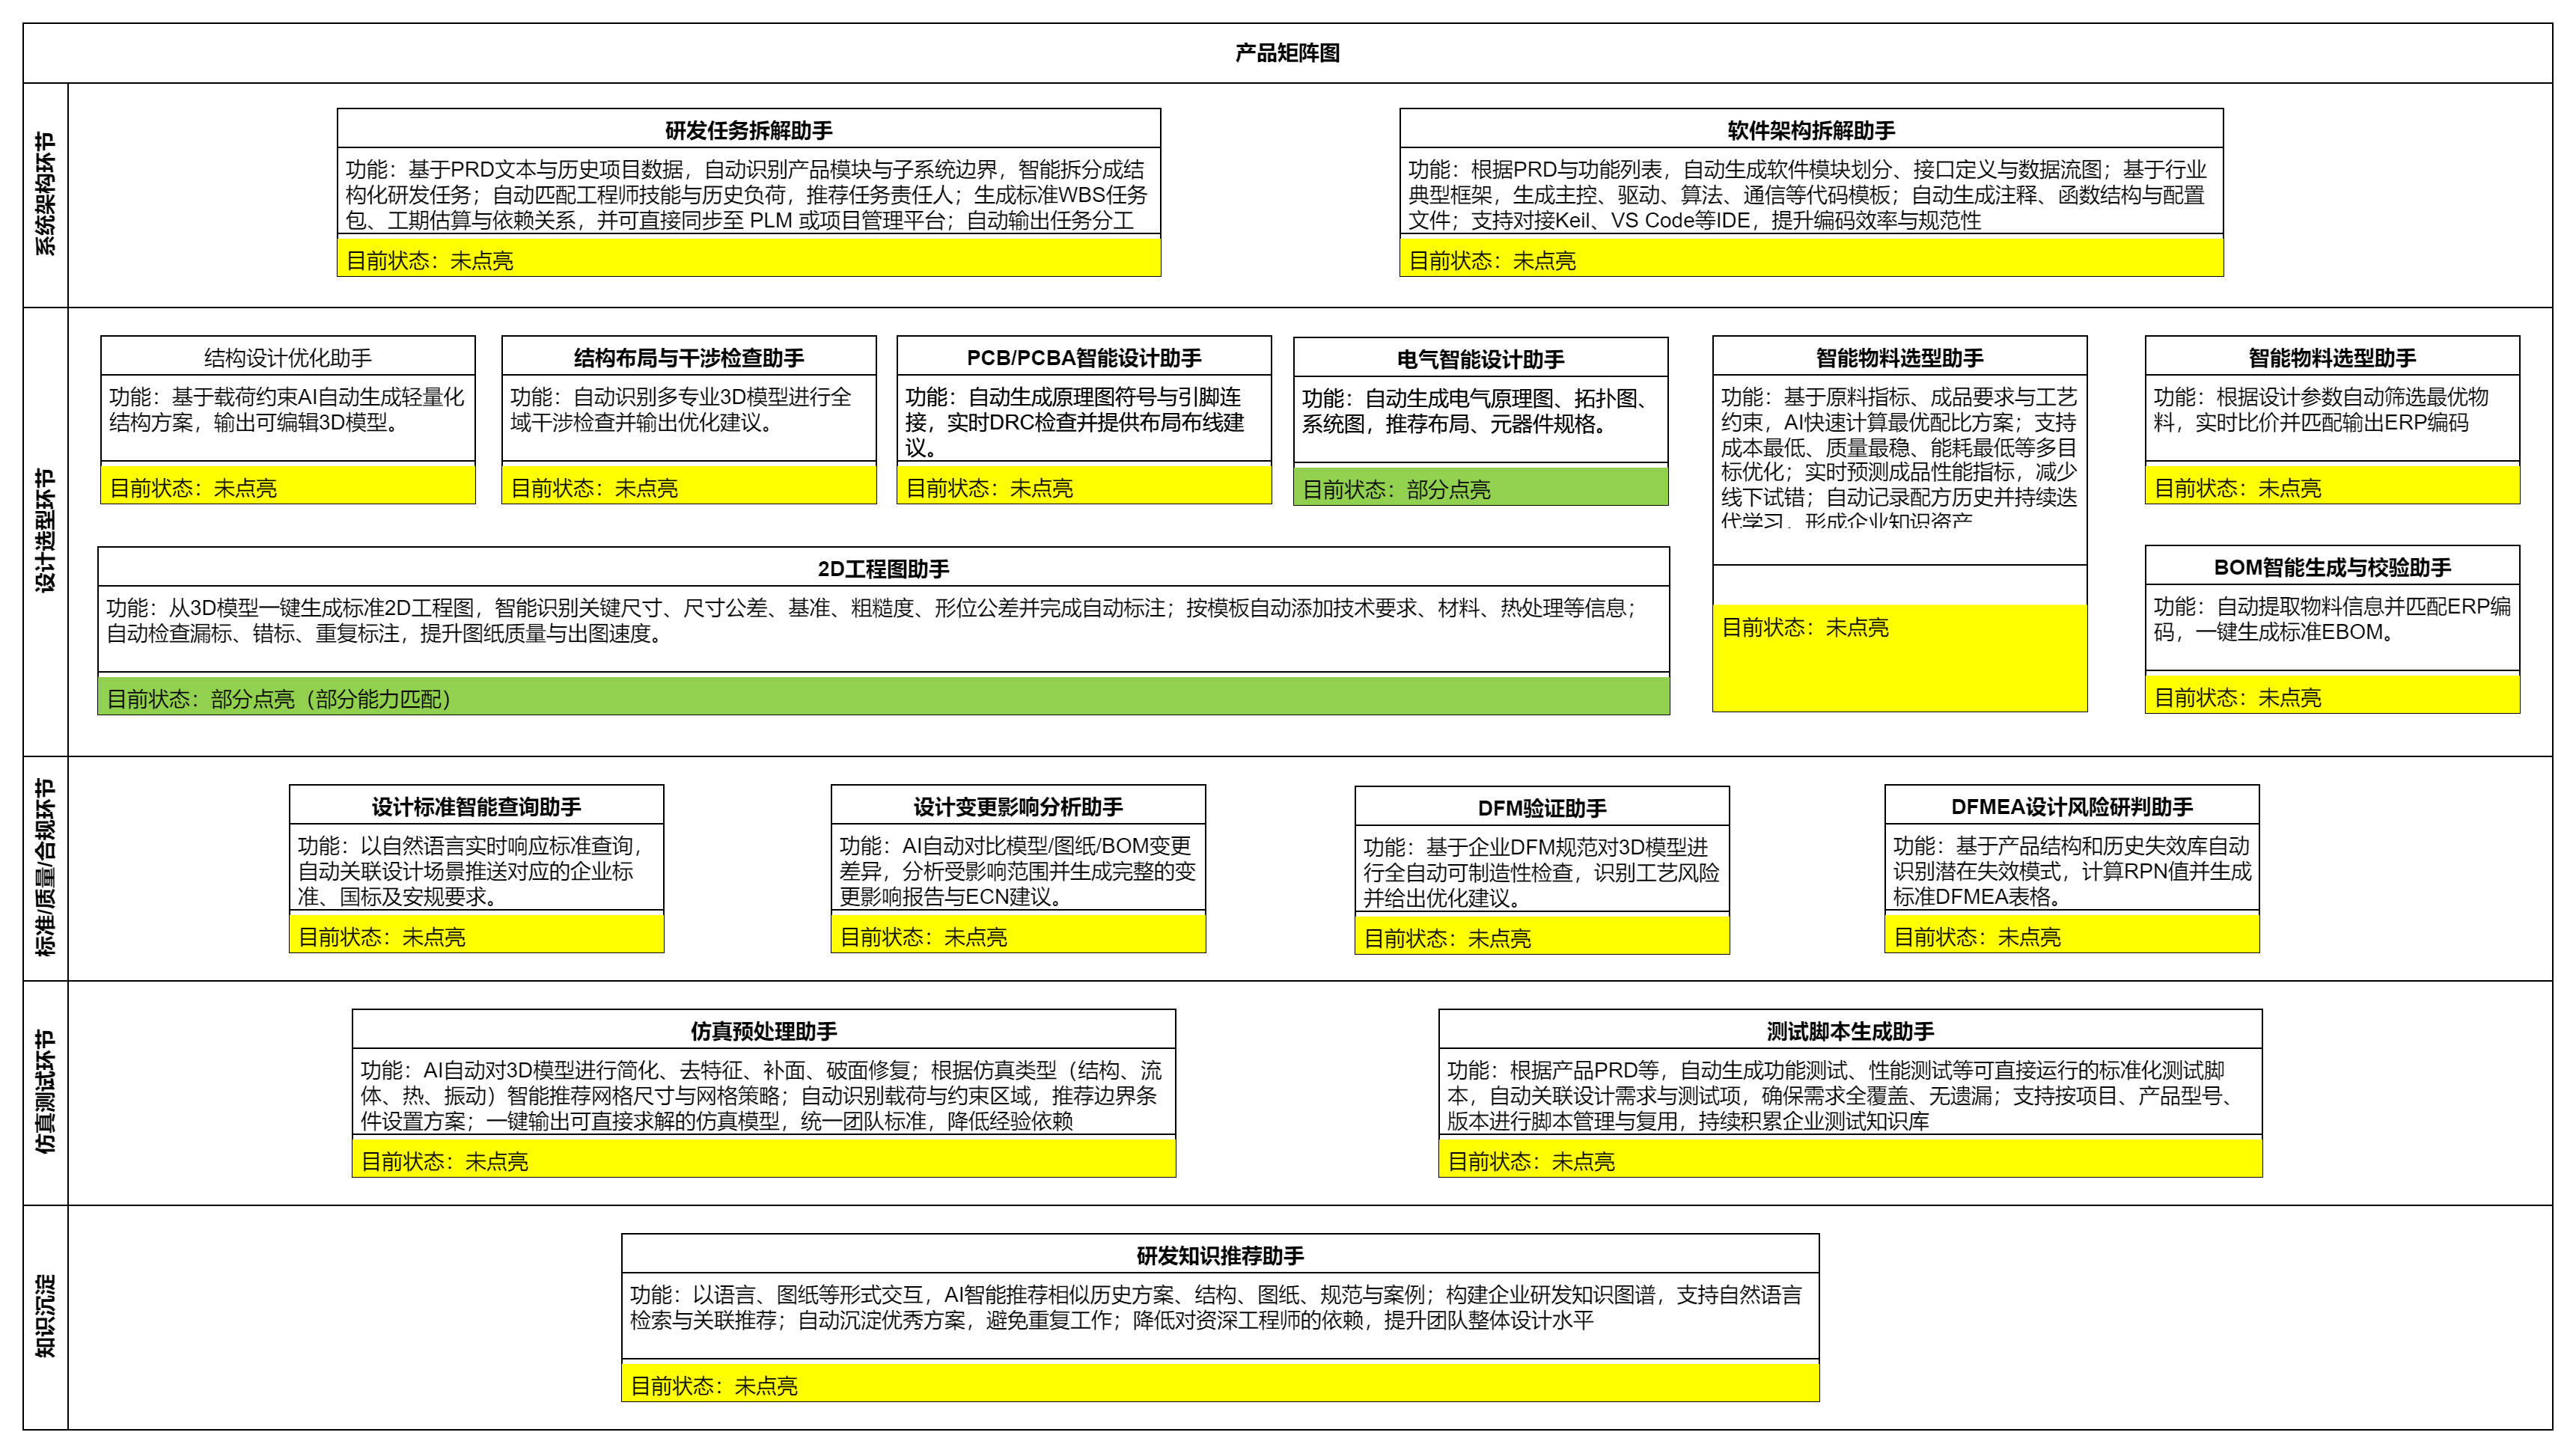 产品矩阵图
系统架构环节
研发任务拆解助手
功能：基于PRD文本与历史项目数据，自动识别产品模块与子系统边界，智能拆分成结
构化研发任务；自动匹配工程师技能与历史负荷，推荐任务责任人；生成标准WBS任务
包、工期估算与依赖关系，并可直接同步至 PLM 或项目管理平台；自动输出任务分工
目前状态：未点亮
软件架构拆解助手
功能：根据PRD与功能列表，自动生成软件模块划分、接口定义与数据流图；基于行业
典型框架，生成主控、驱动、算法、通信等代码模板；自动生成注释、函数结构与配置
文件；支持对接Keil、VS Code等IDE，提升编码效率与规范性
目前状态：未点亮
设计选型环节
结构设计优化助手
功能：基于载荷约束AI自动生成轻量化
结构方案，输出可编辑3D模型。
目前状态：未点亮
结构布局与干涉检查助手
功能：自动识别多专业3D模型进行全
域干涉检查并输出优化建议。
目前状态：未点亮
PCB/PCBA智能设计助手
功能：自动生成原理图符号与引脚连
接，实时DRC检查并提供布局布线建
议。
目前状态：未点亮
电气智能设计助手
功能：自动生成电气原理图、拓扑图、
系统图，推荐布局、元器件规格。
目前状态：部分点亮
智能物料选型助手
功能：基于原料指标、成品要求与工艺
约束，AI快速计算最优配比方案；支持
成本最低、质量最稳、能耗最低等多目
标优化；实时预测成品性能指标，减少
线下试错；自动记录配方历史并持续迭
代学习，形成企业知识资产
目前状态：未点亮
智能物料选型助手
功能：根据设计参数自动筛选最优物
料，实时比价并匹配输出ERP编码
目前状态：未点亮
2D工程图助手
功能：从3D模型一键生成标准2D工程图，智能识别关键尺寸、尺寸公差、基准、粗糙度、形位公差并完成自动标注；按模板自动添加技术要求、材料、热处理等信息；
自动检查漏标、错标、重复标注，提升图纸质量与出图速度。
目前状态：部分点亮（部分能力匹配）
BOM智能生成与校验助手
功能：自动提取物料信息并匹配ERP编
码，一键生成标准EBOM。
目前状态：未点亮
标准/质量/合规环节
设计标准智能查询助手
功能：以自然语言实时响应标准查询，
自动关联设计场景推送对应的企业标
准、国标及安规要求。
目前状态：未点亮
设计变更影响分析助手
功能：AI自动对比模型/图纸/BOM变更
差异，分析受影响范围并生成完整的变
更影响报告与ECN建议。
目前状态：未点亮
DFM验证助手
功能：基于企业DFM规范对3D模型进
行全自动可制造性检查，识别工艺风险
并给出优化建议。
目前状态：未点亮
DFMEA设计风险研判助手
功能：基于产品结构和历史失效库自动
识别潜在失效模式，计算RPN值并生成
标准DFMEA表格。
目前状态：未点亮
仿真测试环节
仿真预处理助手
功能：AI自动对3D模型进行简化、去特征、补面、破面修复；根据仿真类型（结构、流
体、热、振动）智能推荐网格尺寸与网格策略；自动识别载荷与约束区域，推荐边界条
件设置方案；一键输出可直接求解的仿真模型，统一团队标准，降低经验依赖
目前状态：未点亮
测试脚本生成助手
功能：根据产品PRD等，自动生成功能测试、性能测试等可直接运行的标准化测试脚
本，自动关联设计需求与测试项，确保需求全覆盖、无遗漏；支持按项目、产品型号、
版本进行脚本管理与复用，持续积累企业测试知识库
目前状态：未点亮
知识沉淀
研发知识推荐助手
功能：以语言、图纸等形式交互，AI智能推荐相似历史方案、结构、图纸、规范与案例；构建企业研发知识图谱，支持自然语言
检索与关联推荐；自动沉淀优秀方案，避免重复工作；降低对资深工程师的依赖，提升团队整体设计水平
目前状态：未点亮